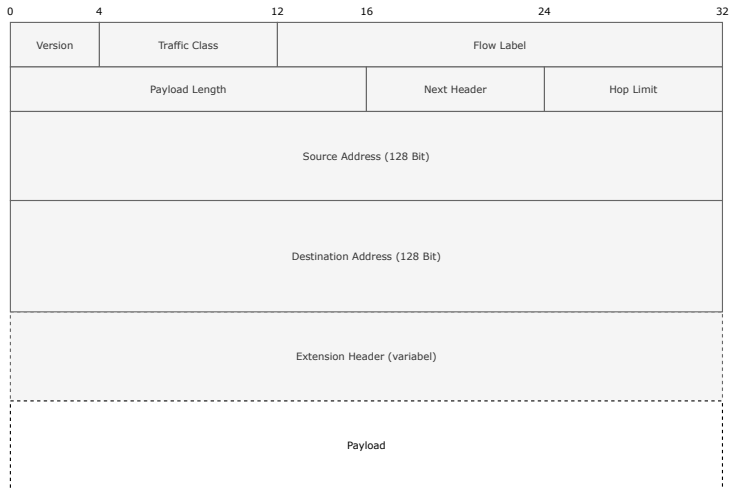 0 4 12 16 24 32
Version Traffic Class Flow Label
Payload Length Next Header Hop Limit
Source Address (128 Bit)
Destination Address (128 Bit)
Extension Header (variabel)
Payload